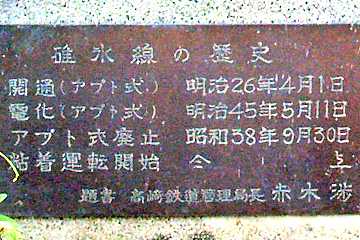 碓氷線の歴史
開通(アプト式) 明治26年4月1日
電化(アプト式) 明治45年5月11日
アプト式廃止 昭和38年9月30日
粘着運転開始 仝 上
題書 高崎鉄道管理局長 赤木渉